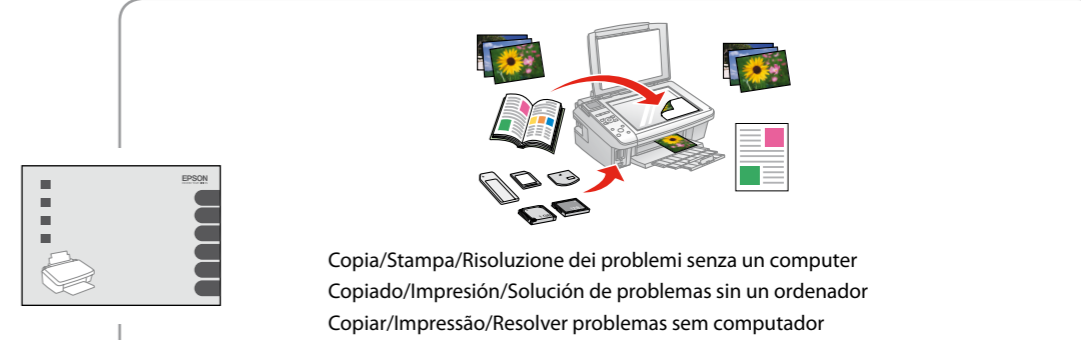 EPSON
Copia/Stampa/Risoluzione dei problemi senza un computer
Copiado/Impresión/Solución de problemas sin un ordenador
Copiar/Impressão/Resolver problemas sem computador